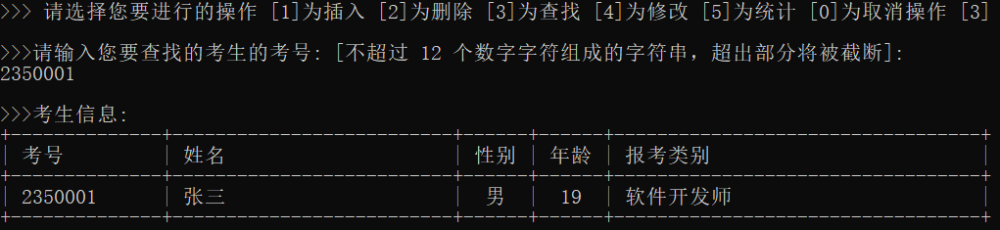 >>> 请选择您要进行的操作 [1]为插入 [2]为删除 [3]为查找 [4]为修改 [5]为统计 [0]为取消操作 [3]
>>>请输入您要查找的考生的考号: [不超过 12 个数字字符组成的字符串，超出部分将被截断]:
2350001
>>>考生信息:
| 考号 | 姓名 | 性别 | 年龄 | 报考类别 |
| 2350001 | 张三 | 男 | 19 | 软件开发师 |